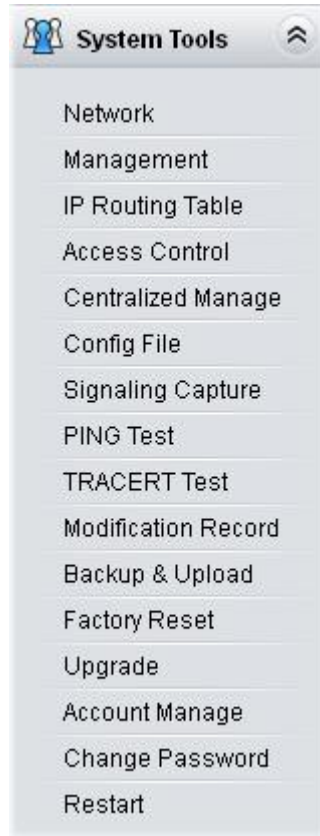 System Tools
Network
Management
IP Routing Table
Access Control
Centralized Manage
Config File
Signaling Capture
PING Test
TRACERT Test
Modification Record
Backup & Upload
Factory Reset
Upgrade
Account Manage
Change Password
Restart